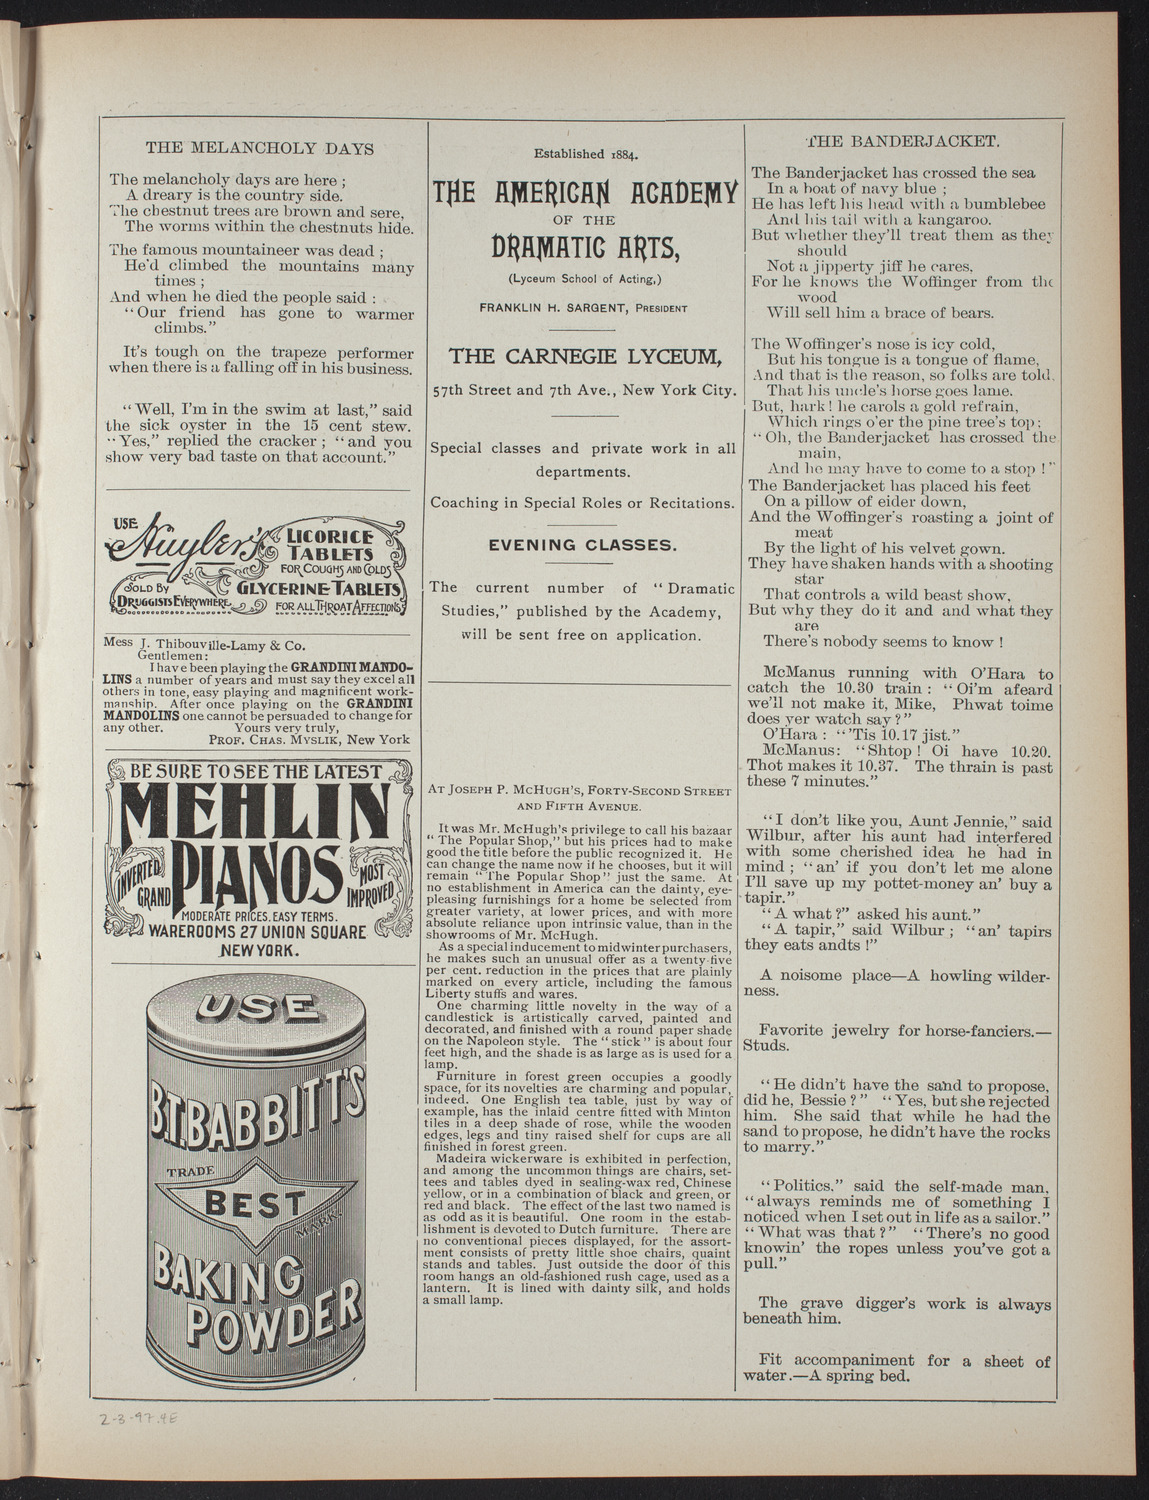 THE MELANCHOLY DAYS
The melancholy days are here ;
A dreary is the country side.
The chestnut trees are brown and sere,
The worms within the chestnuts hide.
The famous mountaineer was dead ;
He'd climbed the mountains many
times ;
And when he died the people said :
“Our friend has gone to warmer
climbs.”
It's tough on the trapeze performer
when there is a falling off in his business.
“Well, I'm in the swim at last,” said
the sick oyster in the 15 cent stew.
“Yes,” replied the cracker ; “and you
show very bad taste on that account.”
USE
Huyler's
LICORICE
TABLETS
FOR COUGHS AND COLDS
SOLD BY
DRUGGISTS EVERYWHERE
GLYCERINE TABLETS
FOR ALL THROAT AFFECTIONS
Mess J. Thibouville-Lamy & Co.
Gentlemen:
I have been playing the GRANDINI MANDO-
LINS a number of years and must say they excel all
others in tone, easy playing and magnificent work-
manship. After once playing on the GRANDINI
MANDOLINS one cannot be persuaded to change for
any other. Yours very truly,
PROF. CHAS. MYSLIK, New York
BE SURE TO SEE THE LATEST
MEHLIN
PIANOS
INVERTED
GRAND
MOST
IMPROVED
MODERATE PRICES. EASY TERMS.
WAREROOMS 27 UNION SQUARE
NEW YORK.
USE
B.T. BABBITT'S
TRADE
BEST
MARK
BAKING
POWDER
Established 1884.
THE AMERICAN ACADEMY
OF THE
DRAMATIC ARTS,
(Lyceum School of Acting,)
FRANKLIN H. SARGENT, PRESIDENT
THE CARNEGIE LYCEUM,
57th Street and 7th Ave., New York City.
Special classes and private work in all
departments.
Coaching in Special Roles or Recitations.
EVENING CLASSES.
The current number of “Dramatic
Studies,” published by the Academy,
will be sent free on application.
AT JOSEPH P. MCHUGH'S, FORTY-SECOND STREET
AND FIFTH AVENUE.
It was Mr. McHugh's privilege to call his bazaar
“The Popular Shop,” but his prices had to make
good the title before the public recognized it. He
can change the name now if he chooses, but it will
remain “The Popular Shop” just the same. At
no establishment in America can the dainty, eye-
pleasing furnishings for a home be selected from
greater variety, at lower prices, and with more
absolute reliance upon intrinsic value, than in the
showrooms of Mr. McHugh.
As a special inducement to midwinter purchasers,
he makes such an unusual offer as a twenty-five
per cent. reduction in the prices that are plainly
marked on every article, including the famous
Liberty stuffs and wares.
One charming little novelty in the way of a
candlestick is artistically carved, painted and
decorated, and finished with a round paper shade
on the Napoleon style. The “stick” is about four
feet high, and the shade is as large as is used for a
lamp.
Furniture in forest green occupies a goodly
space, for its novelties are charming and popular,
indeed. One English tea table, just by way of
example, has the inlaid centre fitted with Minton
tiles in a deep shade of rose, while the wooden
edges, legs and tiny raised shelf for cups are all
finished in forest green.
Madeira wickerware is exhibited in perfection,
and among the uncommon things are chairs, set-
tees and tables dyed in sealing-wax red, Chinese
yellow, or in a combination of black and green, or
red and black. The effect of the last two named is
as odd as it is beautiful. One room in the estab-
lishment is devoted to Dutch furniture. There are
no conventional pieces displayed, for the assort-
ment consists of pretty little shoe chairs, quaint
stands and tables. Just outside the door of this
room hangs an old-fashioned rush cage, used as a
lantern. It is lined with dainty silk, and holds
a small lamp.
THE BANDERJACKET.
The Banderjacket has crossed the sea
In a boat of navy blue ;
He has left his head with a bumblebee
And his tail with a kangaroo.
But whether they'll treat them as they
should
Not a jipperty jiff he cares,
For he knows the Woffinger from the
wood
Will sell him a brace of bears.
The Woffinger's nose is icy cold,
But his tongue is a tongue of flame,
And that is the reason, so folks are told,
That his uncle's horse goes lame.
But, hark! he carols a gold refrain,
Which rings o'er the pine tree's top:
“Oh, the Banderjacket has crossed the
main,
And he may have to come to a stop !”
The Banderjacket has placed his feet
On a pillow of eider down,
And the Woffinger's roasting a joint of
meat
By the light of his velvet gown.
They have shaken hands with a shooting
star
That controls a wild beast show,
But why they do it and and what they
are
There's nobody seems to know !
McManus running with O'Hara to
catch the 10.30 train : “Oi'm afeard
we'll not make it, Mike, Phwat toime
does yer watch say ?”
O'Hara : “'Tis 10.17 jist.”
McManus: “Shtop ! Oi have 10.20.
Thot makes it 10.37. The thrain is past
these 7 minutes.”
“I don't like you, Aunt Jennie,” said
Wilbur, after his aunt had interfered
with some cherished idea he had in
mind ; “an' if you don't let me alone
I'll save up my pottet-money an' buy a
tapir.”
“A what ?” asked his aunt.”
“A tapir,” said Wilbur ; “an' tapirs
they eats andts !”
A noisome place—A howling wilder-
ness.
Favorite jewelry for horse-fanciers.—
Studs.
“He didn't have the sand to propose,
did he, Bessie ?” “Yes, but she rejected
him. She said that while he had the
sand to propose, he didn't have the rocks
to marry.”
“Politics,” said the self-made man,
“always reminds me of something I
noticed when I set out in life as a sailor.”
“What was that ?” “There's no good
knowin' the ropes unless you've got a
pull.”
The grave digger's work is always
beneath him.
Fit accompaniment for a sheet of
water.—A spring bed.
2-3-97.4E